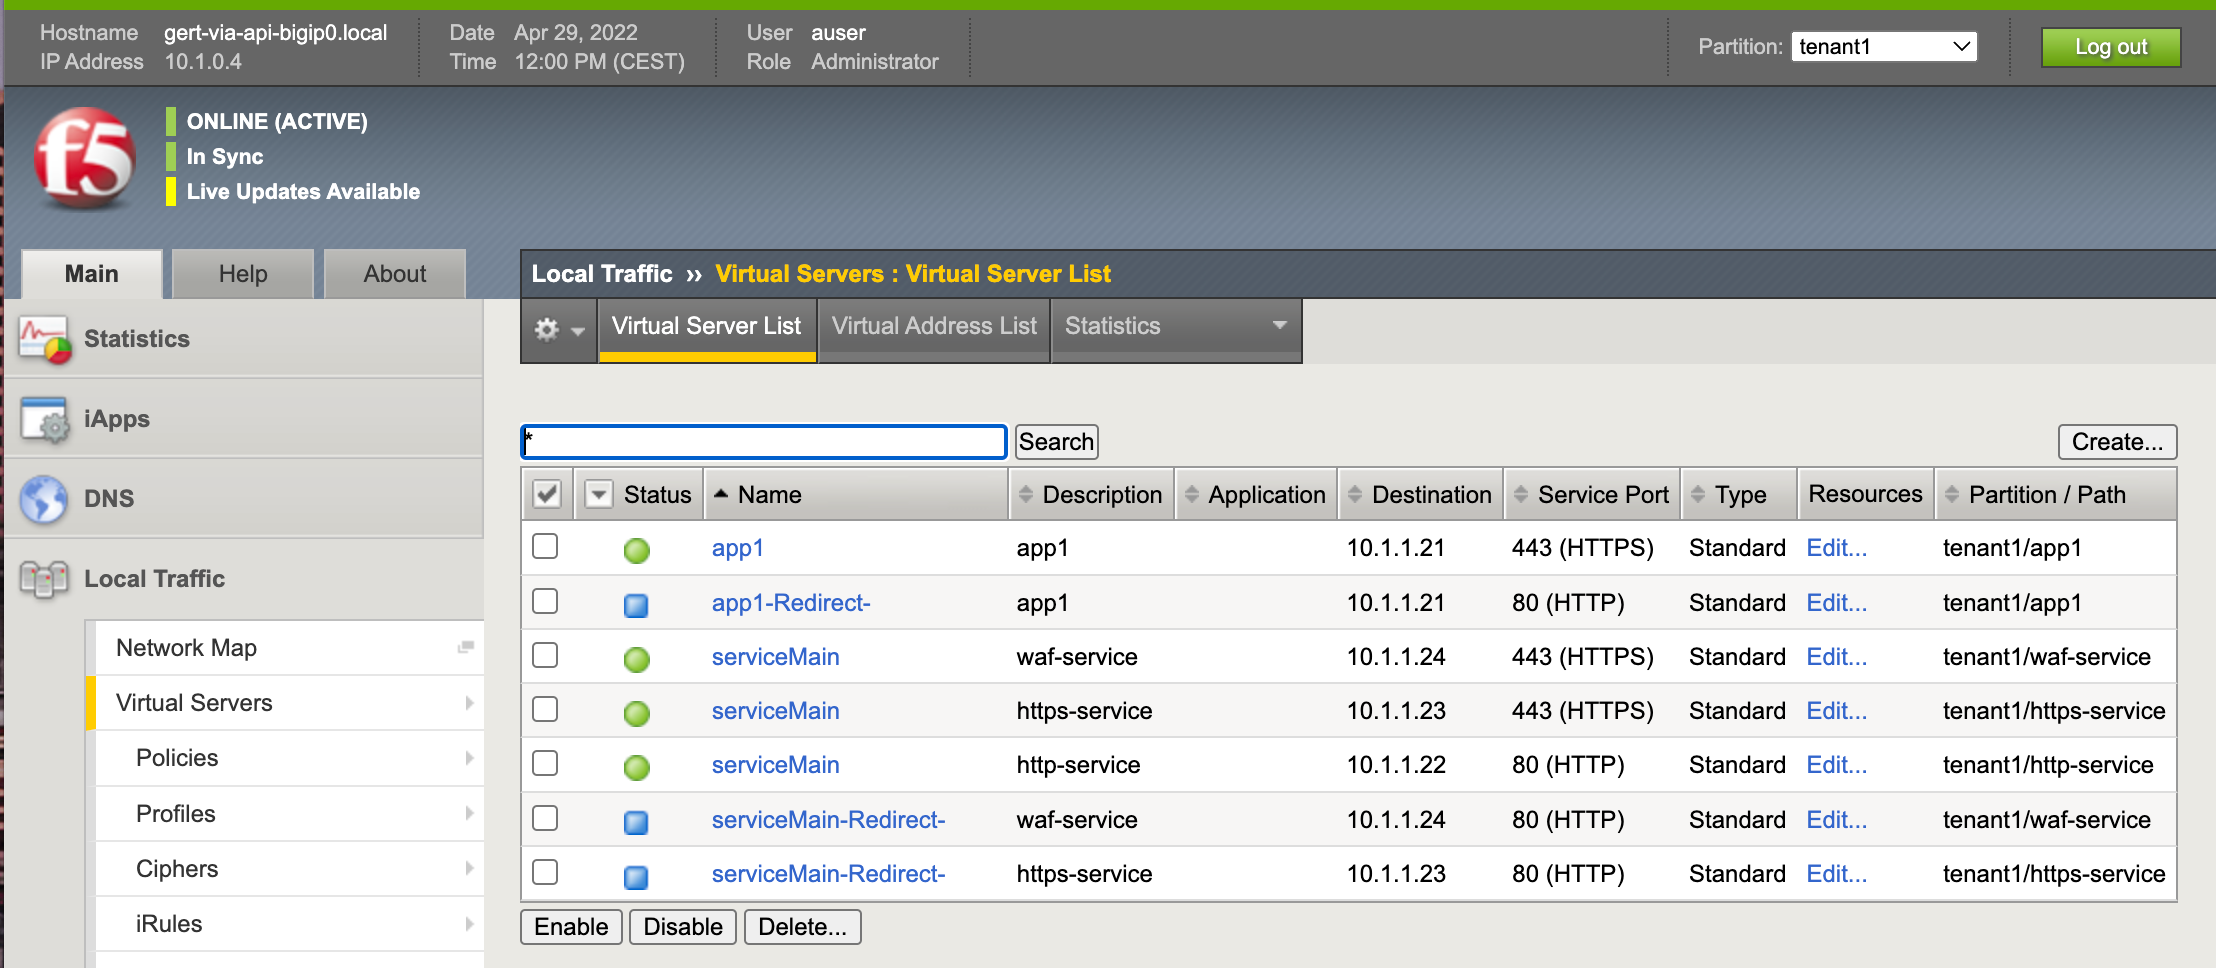 Hostname gert-via-api-bigip0.local Date Apr 29, 2022 User auser
IP Address 10.1.0.4 Time 12:00 PM (CEST) Role Administrator
Partition: tenant1 Log out
f5
ONLINE (ACTIVE)
In Sync
Live Updates Available
Main Help About
Local Traffic ›› Virtual Servers : Virtual Server List
Virtual Server List Virtual Address List Statistics
Statistics
iApps
DNS
Local Traffic
Network Map
Virtual Servers
Policies
Profiles
Ciphers
iRules
* Search Create...
Status Name Description Application Destination Service Port Type Resources Partition / Path
app1 app1 10.1.1.21 443 (HTTPS) Standard Edit... tenant1/app1
app1-Redirect- app1 10.1.1.21 80 (HTTP) Standard Edit... tenant1/app1
serviceMain waf-service 10.1.1.24 443 (HTTPS) Standard Edit... tenant1/waf-service
serviceMain https-service 10.1.1.23 443 (HTTPS) Standard Edit... tenant1/https-service
serviceMain http-service 10.1.1.22 80 (HTTP) Standard Edit... tenant1/http-service
serviceMain-Redirect- waf-service 10.1.1.24 80 (HTTP) Standard Edit... tenant1/waf-service
serviceMain-Redirect- https-service 10.1.1.23 80 (HTTP) Standard Edit... tenant1/https-service
Enable Disable Delete...